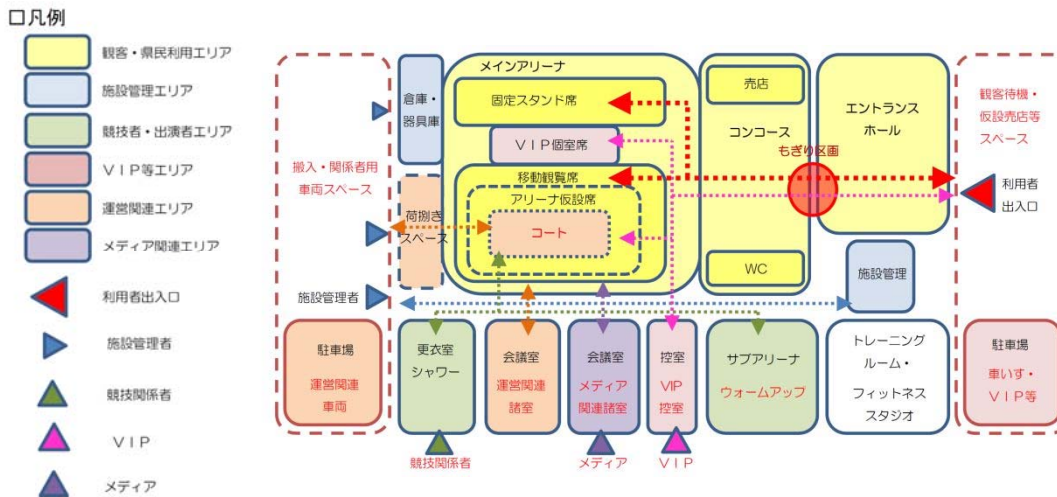 □凡例
観客・県民利用エリア
施設管理エリア
競技者・出演者エリア
ＶＩＰ等エリア
運営関連エリア
メディア関連エリア
利用者出入口
施設管理者
競技関係者
ＶＩＰ
メディア
搬入・関係者用
車両スペース
倉庫・
器具庫
荷捌き
スペース
施設管理者
メインアリーナ
固定スタンド席
ＶＩＰ個室席
移動観覧席
アリーナ仮設席
コート
売店
コンコース
WC
エントランス
ホール
もぎり区画
観客待機・
仮設売店等
スペース
利用者
出入口
施設管理
駐車場
運営関連
車両
更衣室
シャワー
会議室
運営関連
諸室
会議室
メディア
関連諸室
控室
VIP
控室
サブアリーナ
ウォームアップ
トレーニング
ルーム・
フィットネス
スタジオ
駐車場
車いす・
ＶＩＰ等
競技関係者
メディア
ＶＩＰ